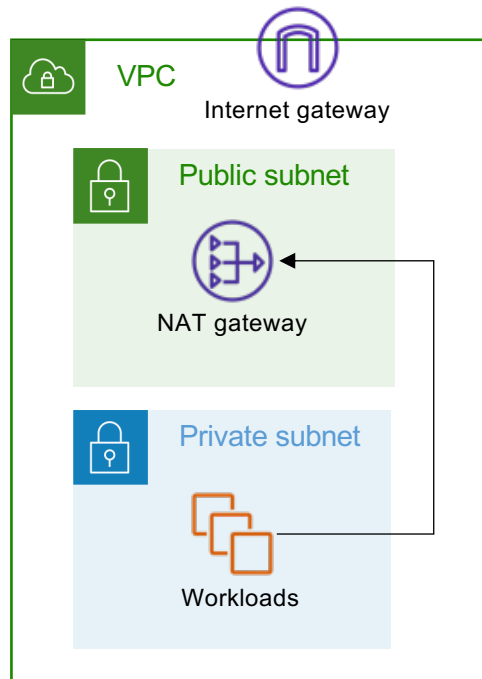 VPC
Internet gateway
Public subnet
NAT gateway
Private subnet
Workloads